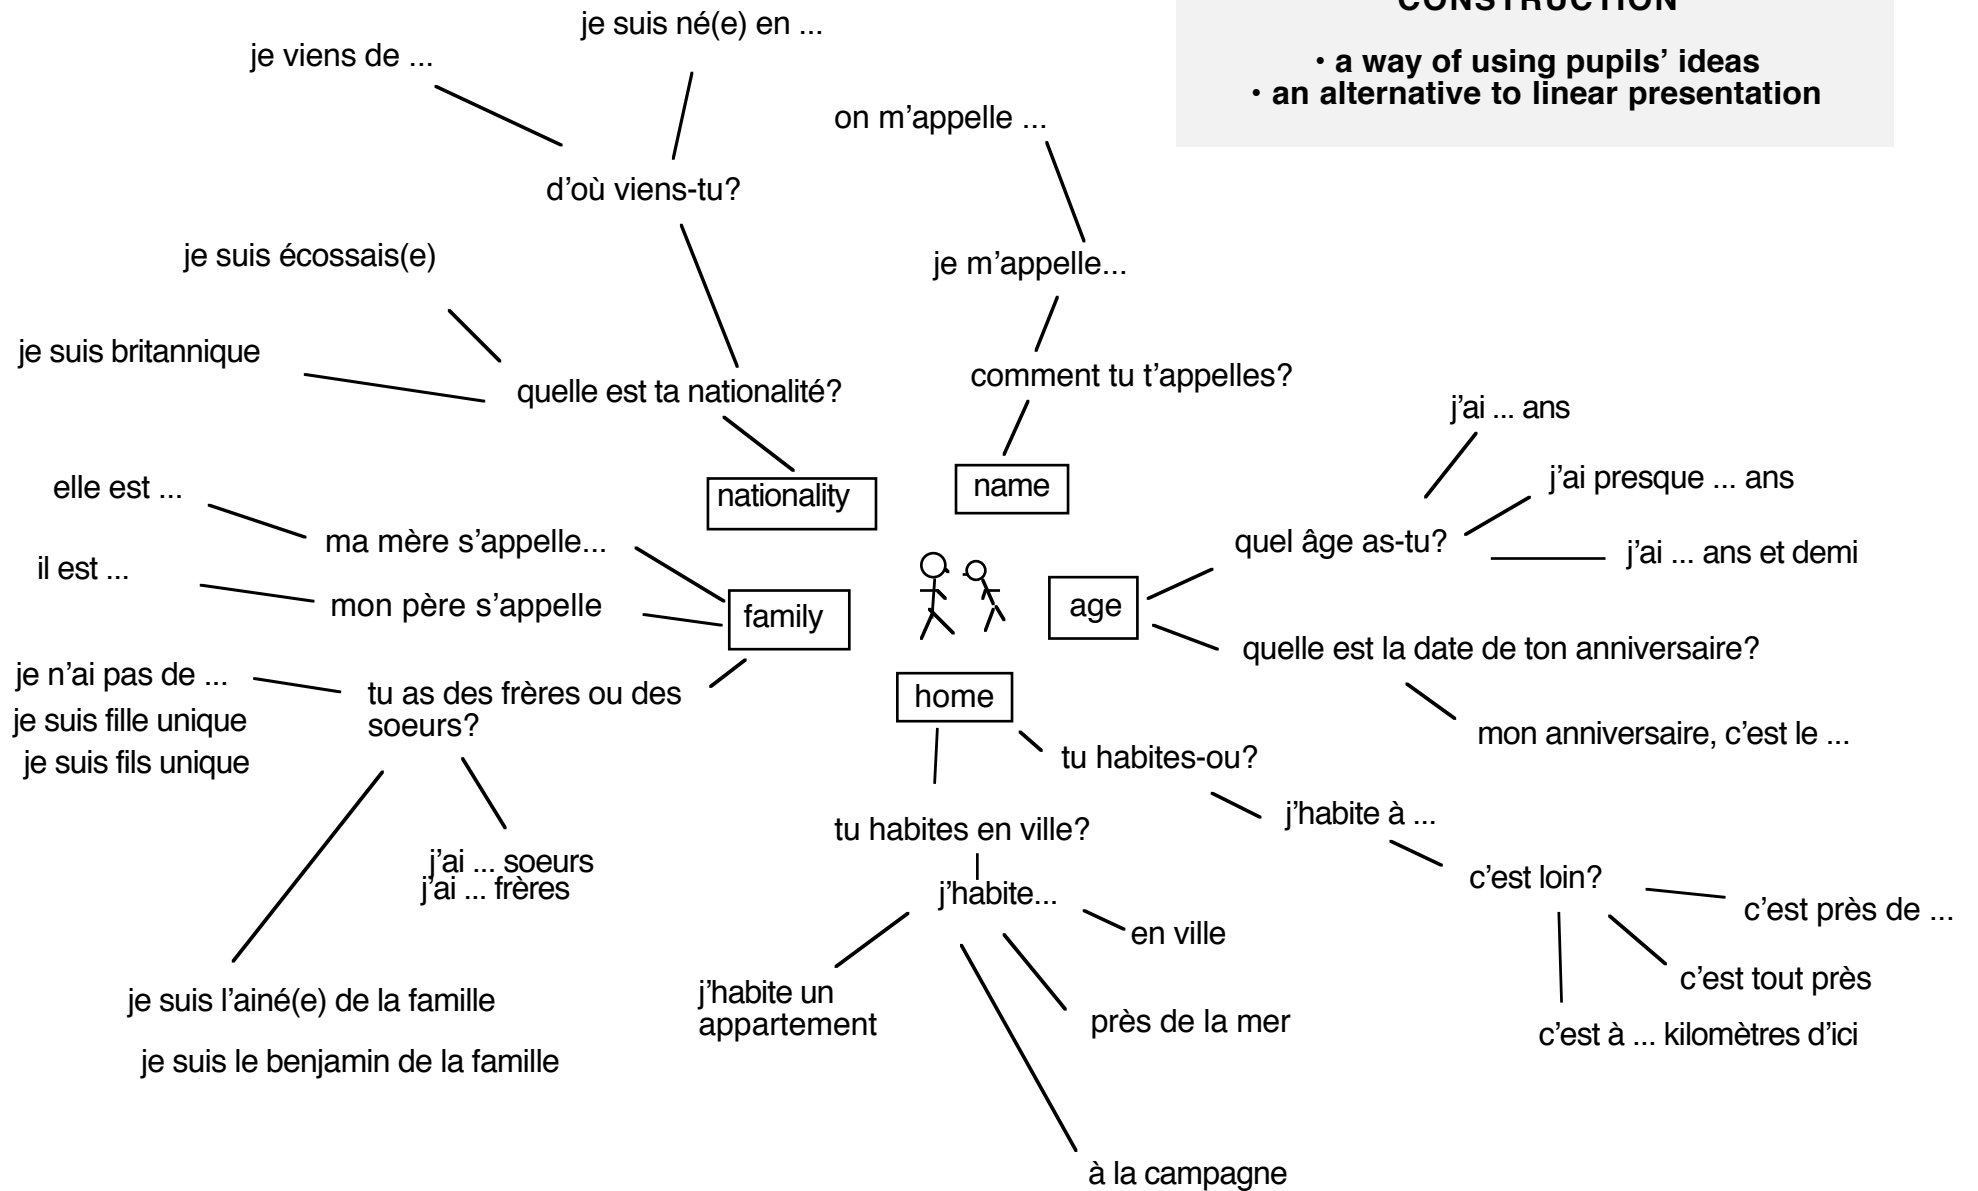 CONSTRUCTION
• a way of using pupils’ ideas
• an alternative to linear presentation
je suis né(e) en ...
je viens de ...
on m’appelle ...
d’où viens-tu?
je suis écossais(e)
je m’appelle...
je suis britannique
quelle est ta nationalité?
comment tu t’appelles?
j’ai ... ans
nationality
name
j’ai presque ... ans
elle est ...
ma mère s’appelle...
quel âge as-tu?
j’ai ... ans et demi
il est ...
mon père s’appelle
family
age
quelle est la date de ton anniversaire?
je n’ai pas de ...
je suis fille unique
je suis fils unique
tu as des frères ou des
soeurs?
home
mon anniversaire, c’est le ...
tu habites-ou?
j’habite à ...
tu habites en ville?
j’ai ... soeurs
j’ai ... frères
c’est loin?
j’habite...
c’est près de ...
en ville
c’est tout près
je suis l’ainé(e) de la famille
j’habite un
appartement
près de la mer
c’est à ... kilomètres d’ici
je suis le benjamin de la famille
à la campagne